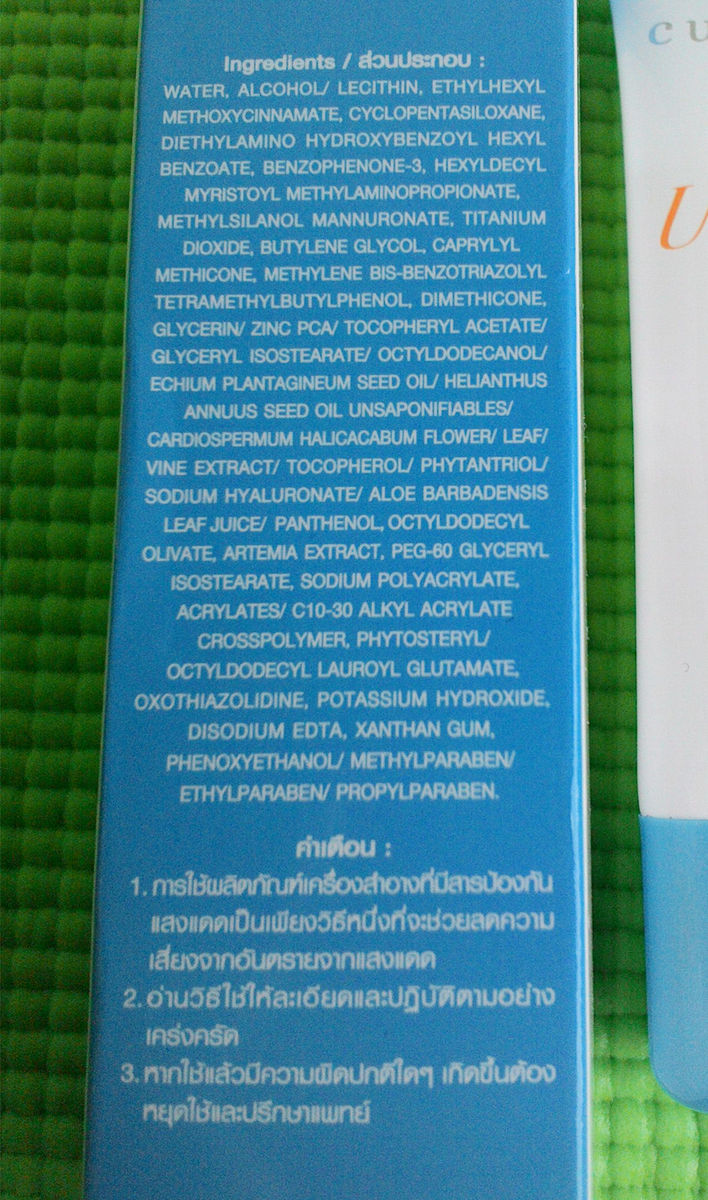 Ingredients / ส่วนประกอบ :
WATER, ALCOHOL/ LECITHIN, ETHYLHEXYL
METHOXYCINNAMATE, CYCLOPENTASILOXANE,
DIETHYLAMINO HYDROXYBENZOYL HEXYL
BENZOATE, BENZOPHENONE-3, HEXYLDECYL
MYRISTOYL METHYLAMINOPROPIONATE,
METHYLSILANOL MANNURONATE, TITANIUM
DIOXIDE, BUTYLENE GLYCOL, CAPRYLYL
METHICONE, METHYLENE BIS-BENZOTRIAZOLYL
TETRAMETHYLBUTYLPHENOL, DIMETHICONE,
GLYCERIN/ ZINC PCA/ TOCOPHERYL ACETATE/
GLYCERYL ISOSTEARATE/ OCTYLDODECANOL/
ECHIUM PLANTAGINEUM SEED OIL/ HELIANTHUS
ANNUUS SEED OIL UNSAPONIFIABLES/
CARDIOSPERMUM HALICACABUM FLOWER/ LEAF/
VINE EXTRACT/ TOCOPHEROL/ PHYTANTRIOL/
SODIUM HYALURONATE/ ALOE BARBADENSIS
LEAF JUICE/ PANTHENOL, OCTYLDODECYL
OLIVATE, ARTEMIA EXTRACT, PEG-60 GLYCERYL
ISOSTEARATE, SODIUM POLYACRYLATE,
ACRYLATES/ C10-30 ALKYL ACRYLATE
CROSSPOLYMER, PHYTOSTERYL/
OCTYLDODECYL LAUROYL GLUTAMATE,
OXOTHIAZOLIDINE, POTASSIUM HYDROXIDE,
DISODIUM EDTA, XANTHAN GUM,
PHENOXYETHANOL/ METHYLPARABEN/
ETHYLPARABEN/ PROPYLPARABEN.
คำเตือน :
1. การใช้ผลิตภัณฑ์เครื่องสำอางที่มีสารป้องกัน
แสงแดดเป็นเพียงวิธีหนึ่งที่จะช่วยลดความ
เสี่ยงจากอันตรายจากแสงแดด
2. อ่านวิธีใช้ให้ละเอียดและปฏิบัติตามอย่าง
เคร่งครัด
3. หากใช้แล้วมีความผิดปกติใดๆ เกิดขึ้นต้อง
หยุดใช้และปรึกษาแพทย์
cu
U